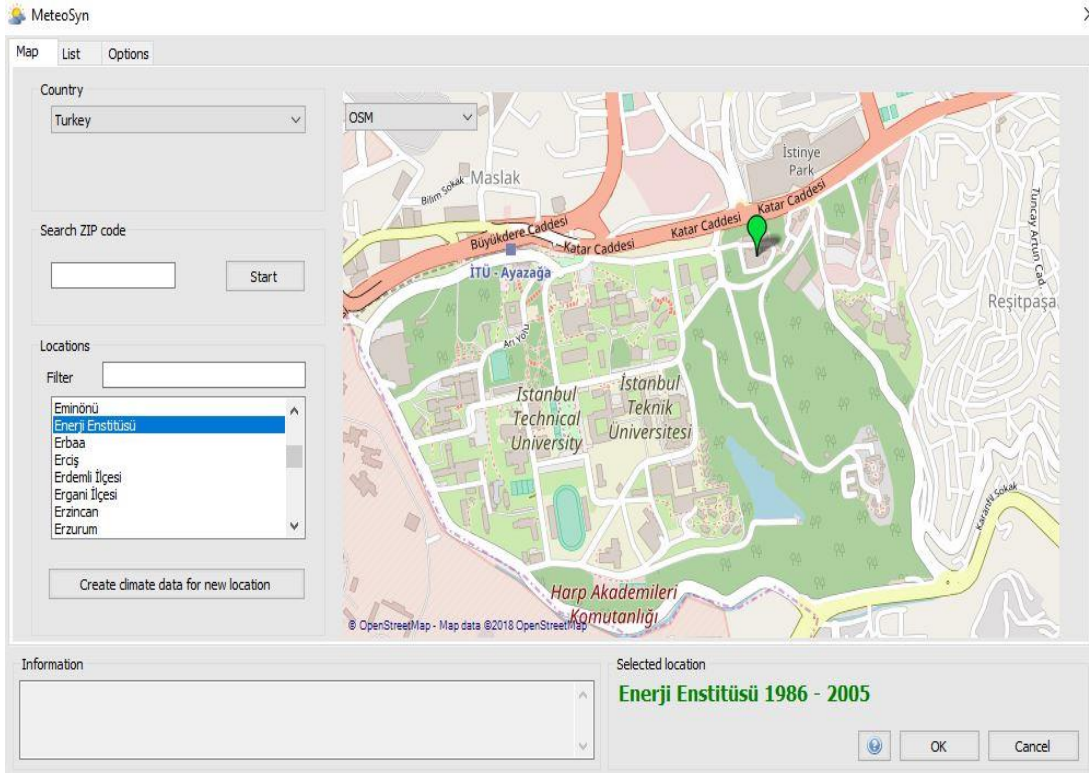 MeteoSyn
Map List Options
Country
Turkey
Search ZIP code
Start
Locations
Filter
Eminönü
Enerji Enstitüsü
Erbaa
Erciş
Erdemli İlçesi
Ergani İlçesi
Erzincan
Erzurum
Create climate data for new location
OSM
İstinye
Park
Maslak
Bilim Sokak
Büyükdere Caddesi
Katar Caddesi
Katar Caddesi
Katar Caddesi
İTÜ - Ayazağa
Tuncay Artun Cad.
Reşitpaşa
Arı Yolu
Istanbul
Technical
University
İstanbul
Teknik
Üniversitesi
Karanfil Sokak
Harp Akademileri
Komutanlığı
© OpenStreetMap - Map data ©2018 OpenStreetMap
Information
Selected location
Enerji Enstitüsü 1986 - 2005
OK
Cancel